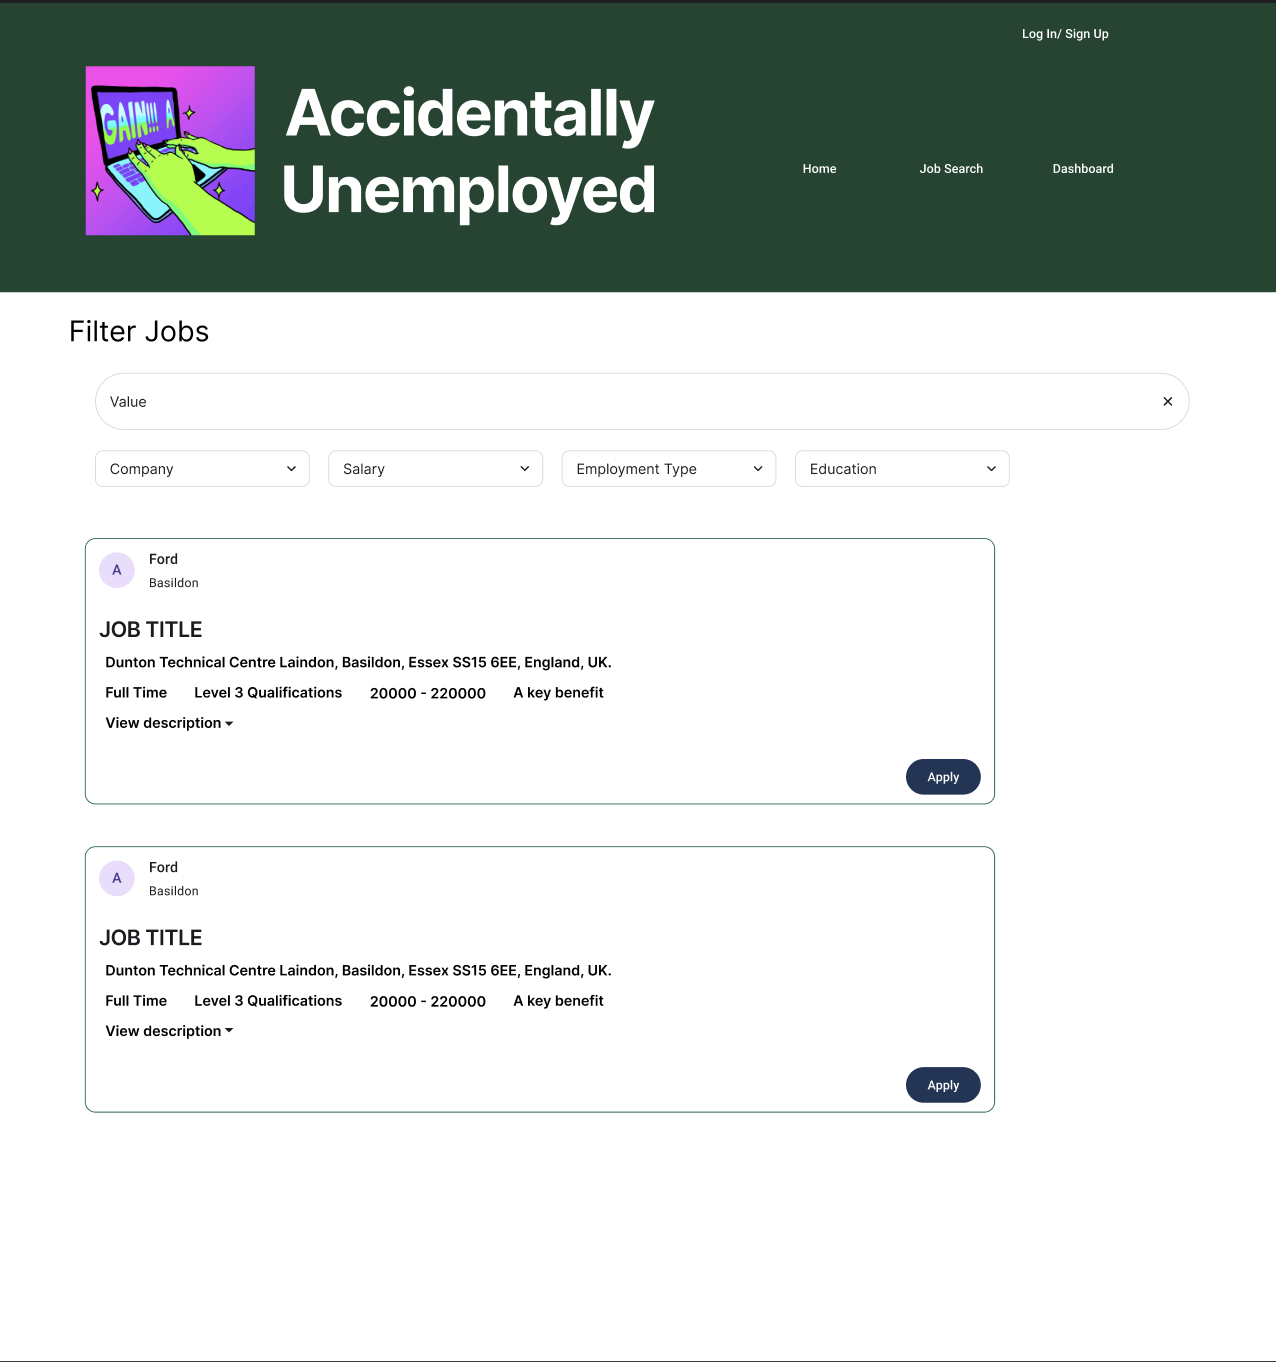 Log In/ Sign Up
GAIN!!! A
Accidentally
Unemployed
Home Job Search Dashboard
Filter Jobs
Value
Company Salary Employment Type Education
A
Ford
Basildon
JOB TITLE
Dunton Technical Centre Laindon, Basildon, Essex SS15 6EE, England, UK.
Full Time Level 3 Qualifications 20000 - 220000 A key benefit
View description
Apply
A
Ford
Basildon
JOB TITLE
Dunton Technical Centre Laindon, Basildon, Essex SS15 6EE, England, UK.
Full Time Level 3 Qualifications 20000 - 220000 A key benefit
View description
Apply